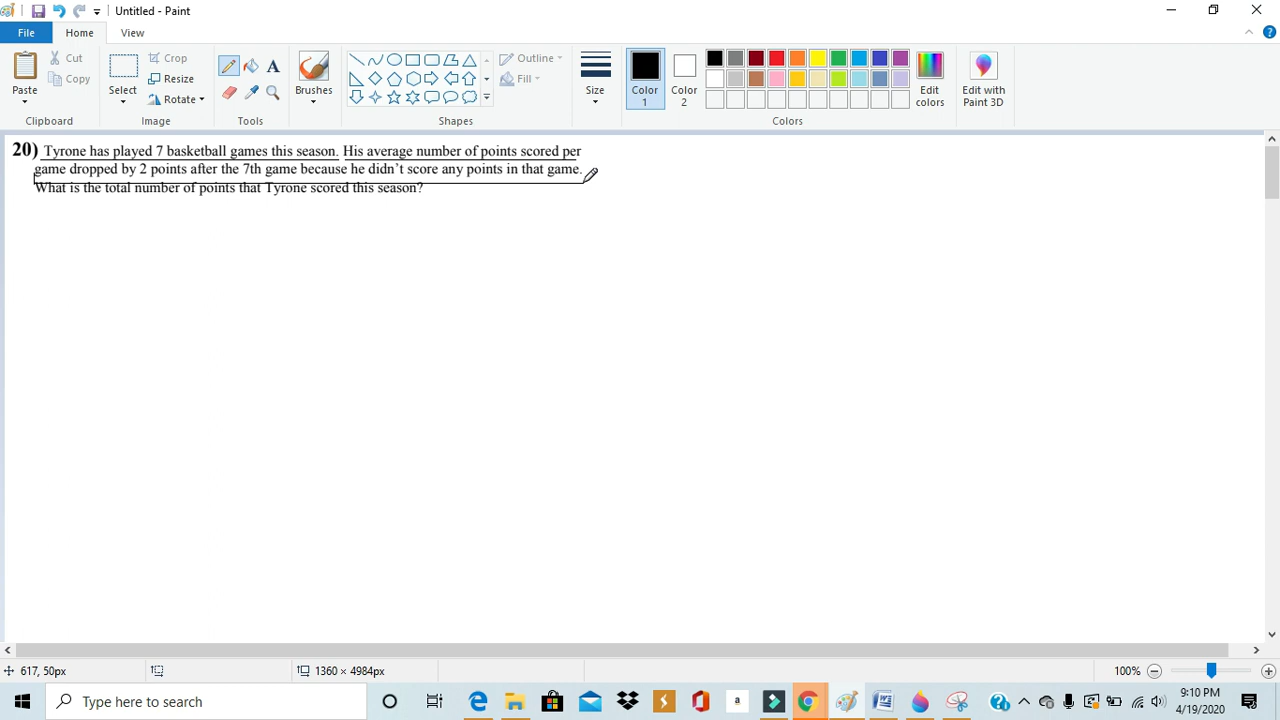 Untitled - Paint
File
Home
View
Paste
Cut
Copy
Clipboard
Select
Crop
Resize
Rotate
Image
Tools
Brushes
Outline
Fill
Shapes
Size
Color
1
Color
2
Edit
colors
Edit with
Paint 3D
Colors
20) Tyrone has played 7 basketball games this season. His average number of points scored per
game dropped by 2 points after the 7th game because he didn't score any points in that game.
What is the total number of points that Tyrone scored this season?
617, 50px
1360 × 4984px
100%
Type here to search
9:10 PM
4/19/2020